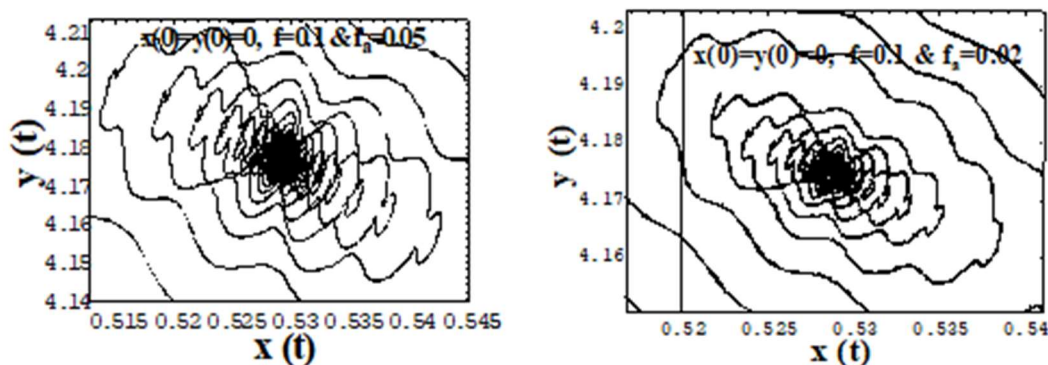 x(0)=y(0)=0, f=0.1 & fₐ=0.05
y (t)
4.21
4.2
4.19
4.18
4.17
4.16
4.15
4.14
0.515 0.52 0.525 0.53 0.535 0.54 0.545
x (t)
x(0)=y(0)=0, f=0.1 & fₐ=0.02
y (t)
4.2
4.19
4.18
4.17
4.16
0.52 0.525 0.53 0.535 0.54
x (t)